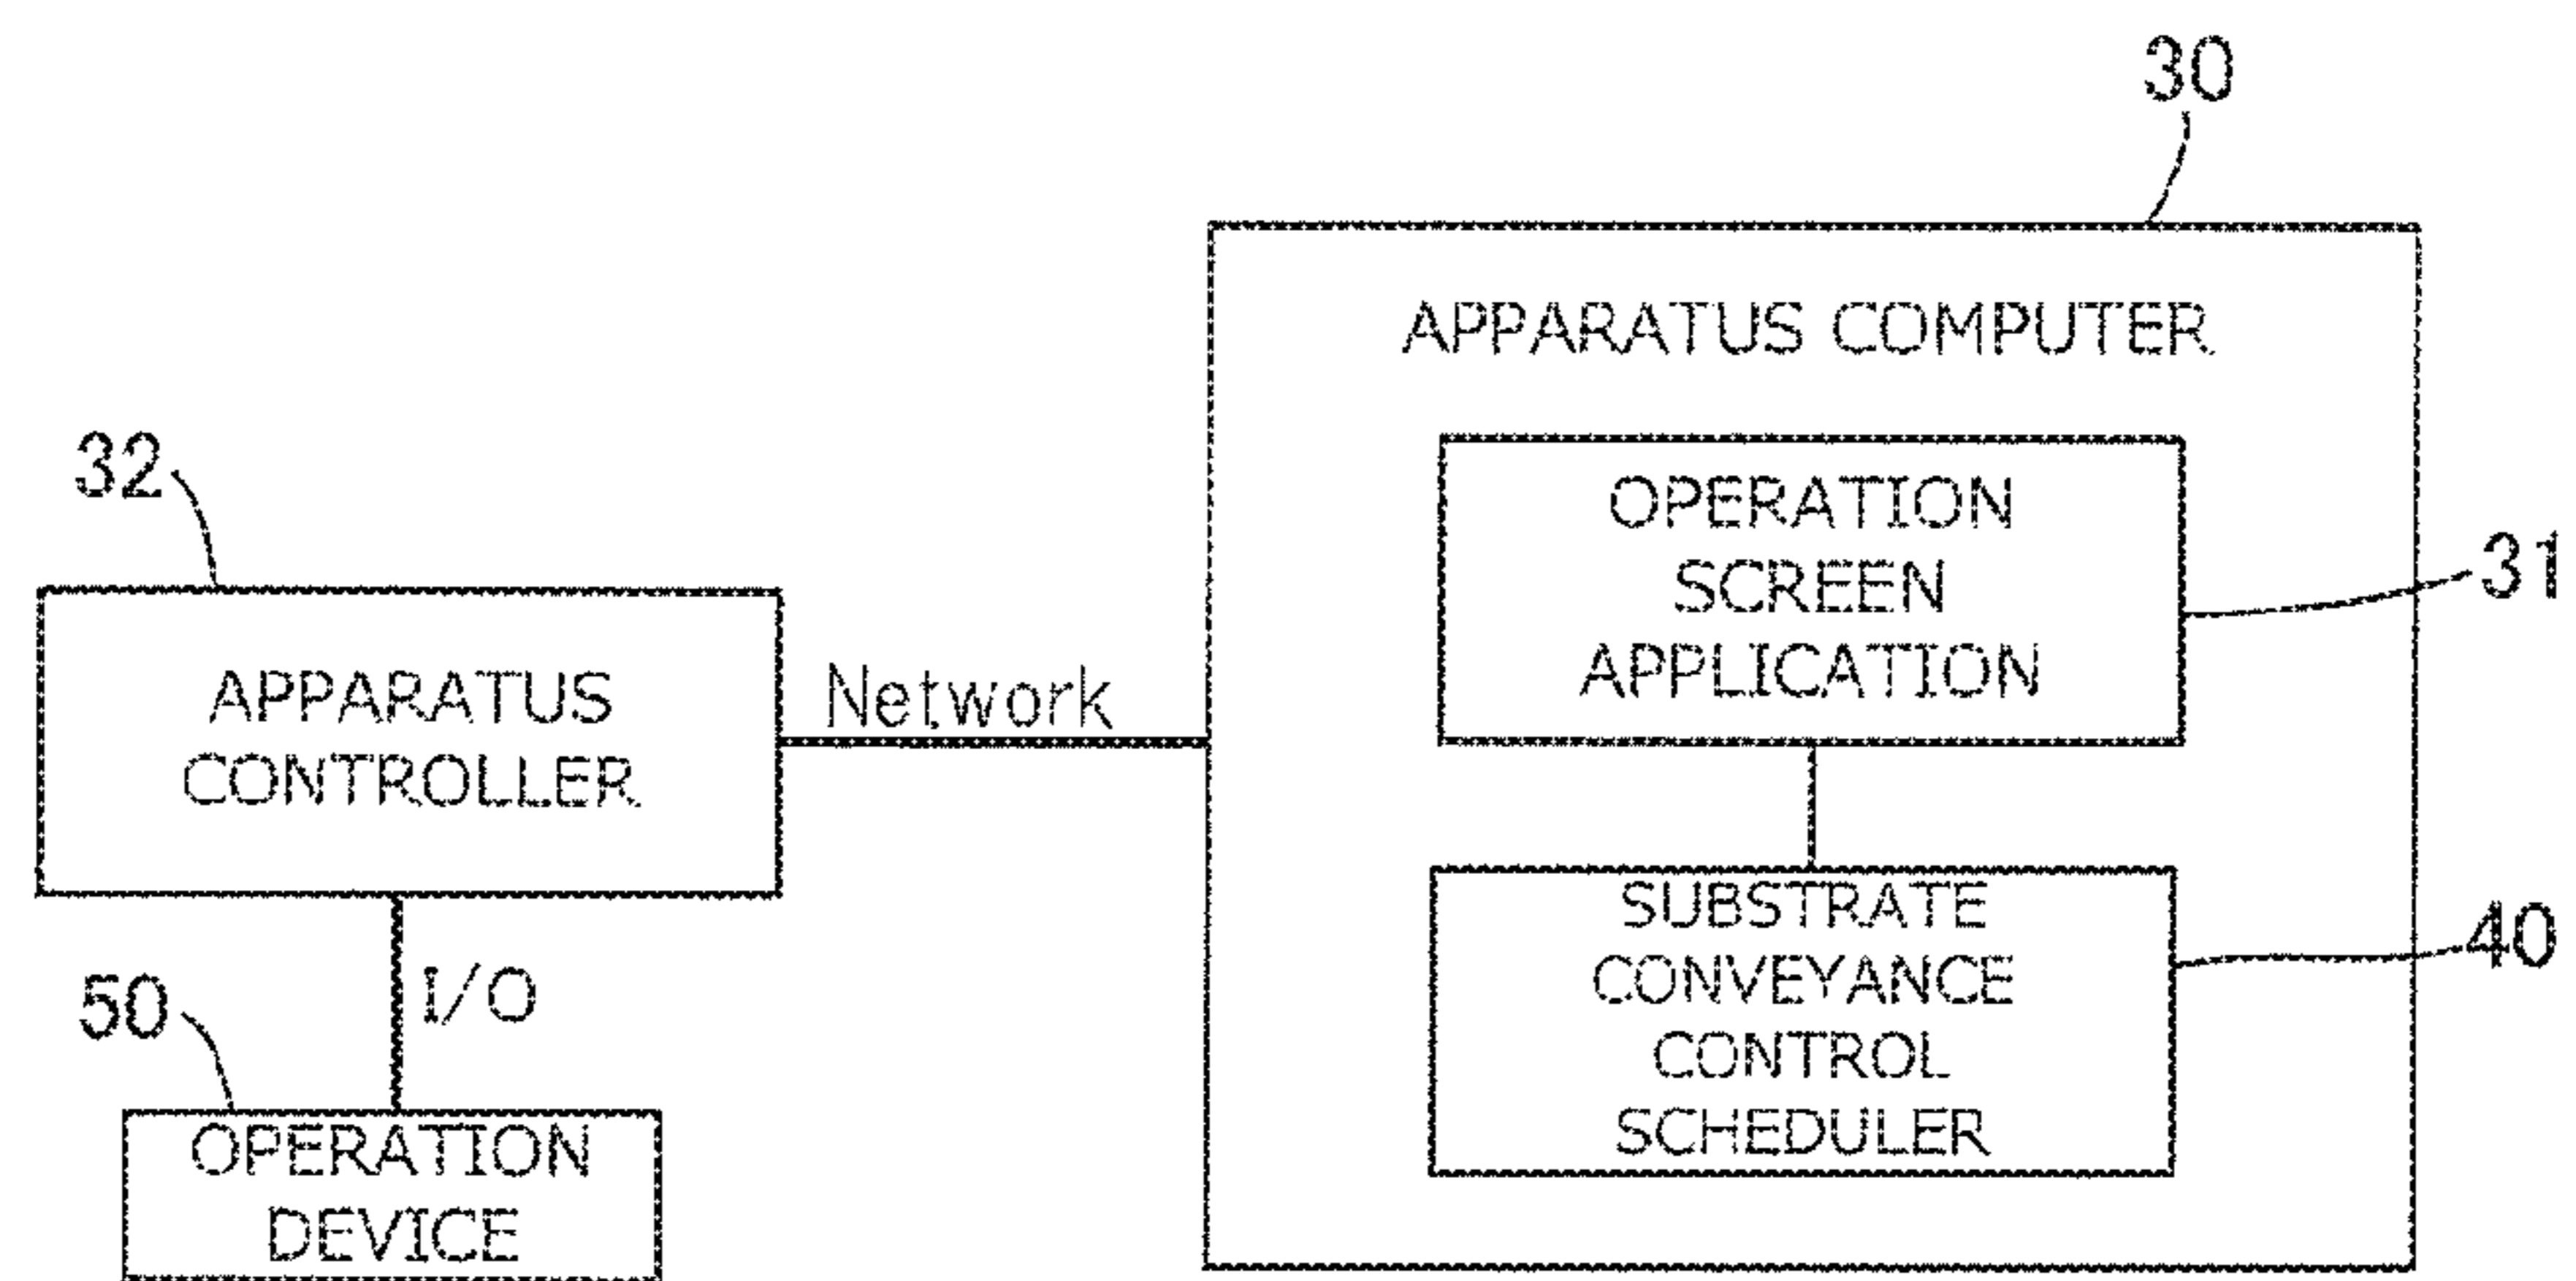 30
APPARATUS COMPUTER
32
OPERATION
SCREEN
APPLICATION
31
APPARATUS
CONTROLLER
Network
SUBSTRATE
CONVEYANCE
CONTROL
SCHEDULER
40
I/O
50
OPERATION
DEVICE